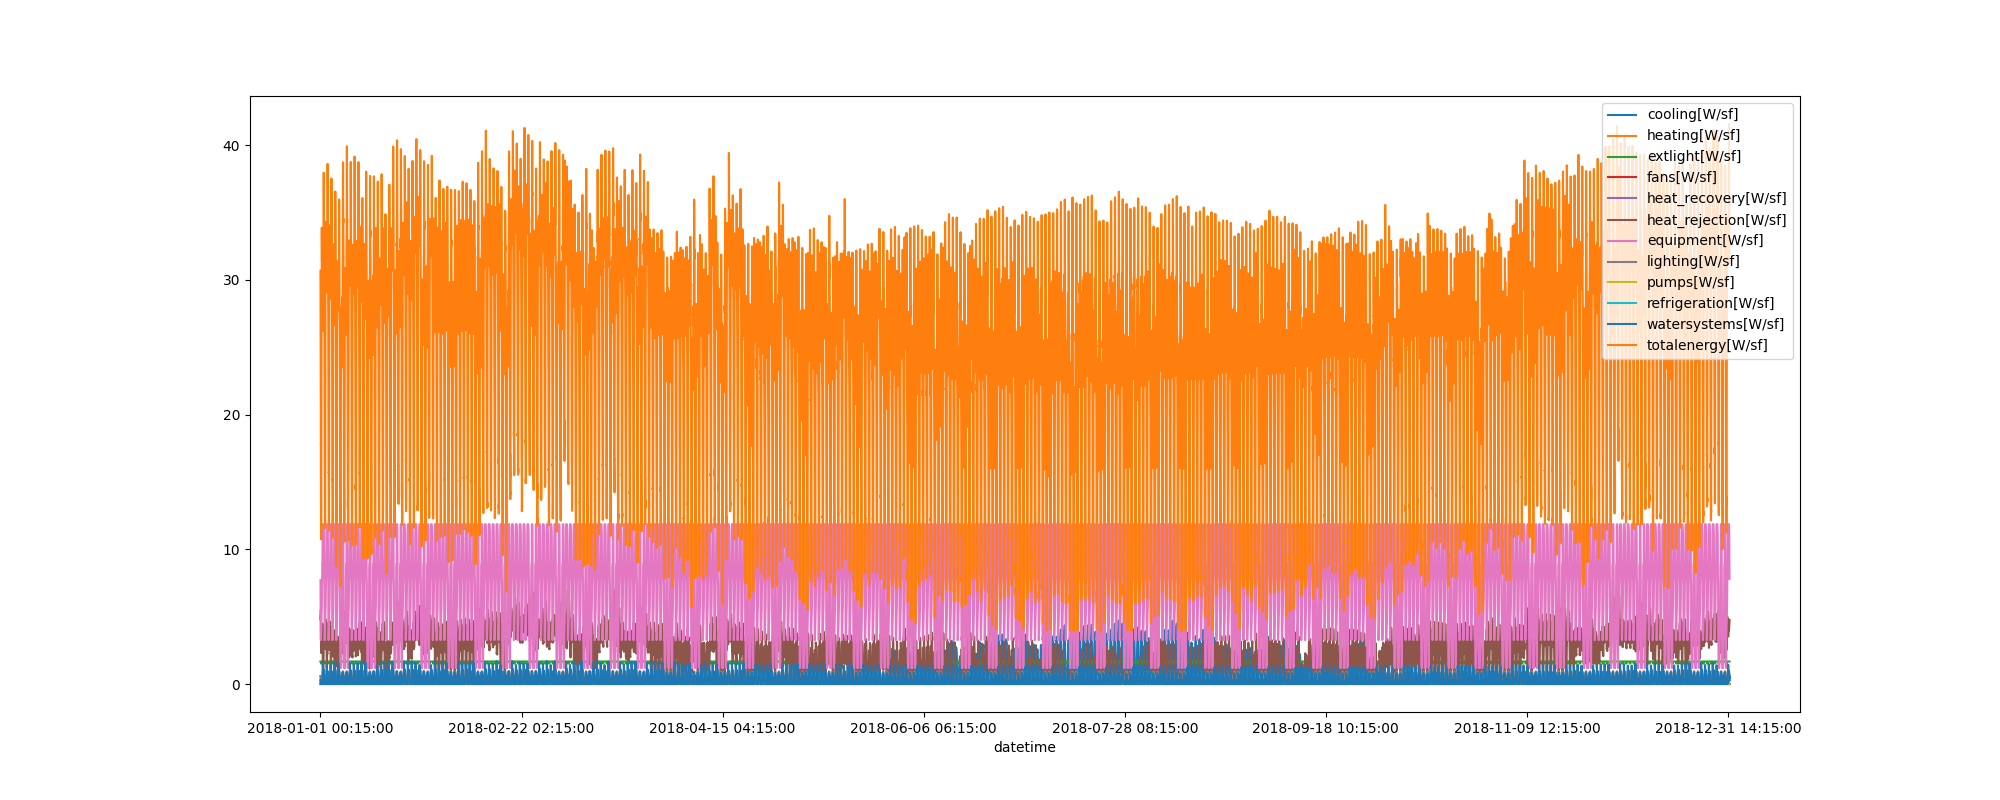 40
30
20
10
0
cooling[W/sf]
heating[W/sf]
extlight[W/sf]
fans[W/sf]
heat_recovery[W/sf]
heat_rejection[W/sf]
equipment[W/sf]
lighting[W/sf]
pumps[W/sf]
refrigeration[W/sf]
watersystems[W/sf]
totalenergy[W/sf]
2018-01-01 00:15:00 2018-02-22 02:15:00 2018-04-15 04:15:00 2018-06-06 06:15:00 2018-07-28 08:15:00 2018-09-18 10:15:00 2018-11-09 12:15:00 2018-12-31 14:15:00
datetime